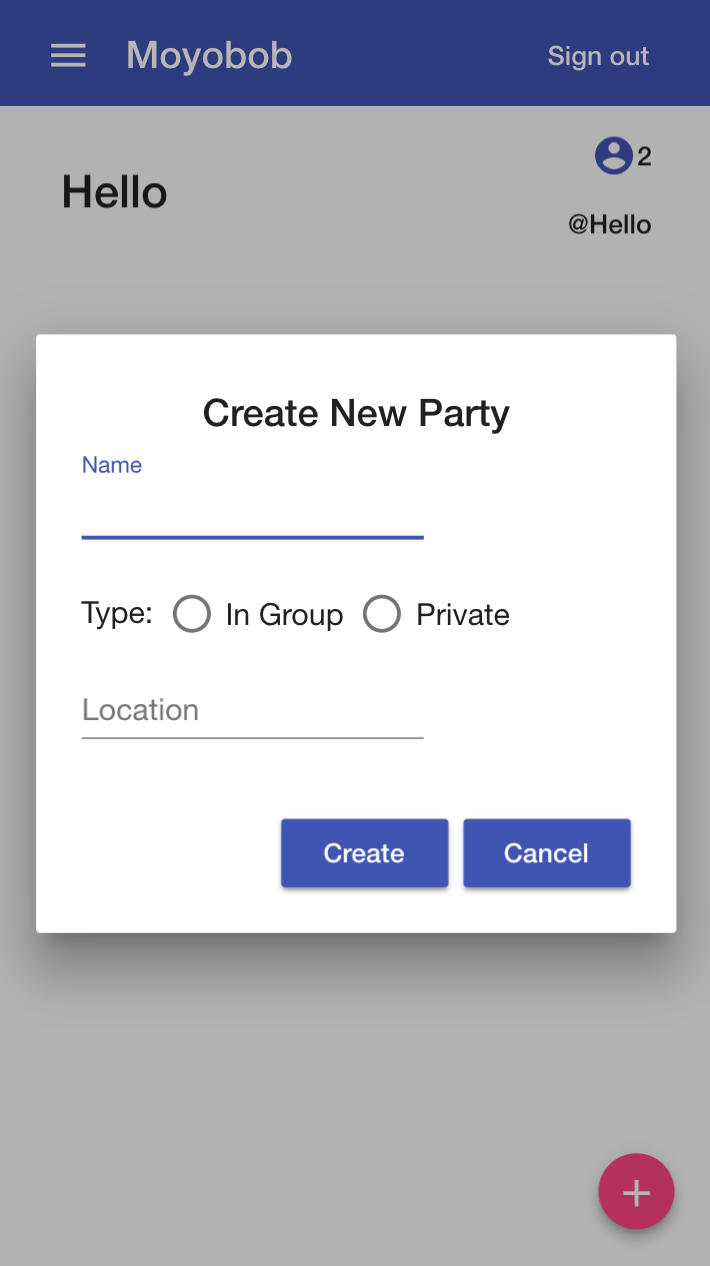 Moyobob Sign out
2
Hello
@Hello
Create New Party
Name
Type: In Group Private
Location
Create Cancel